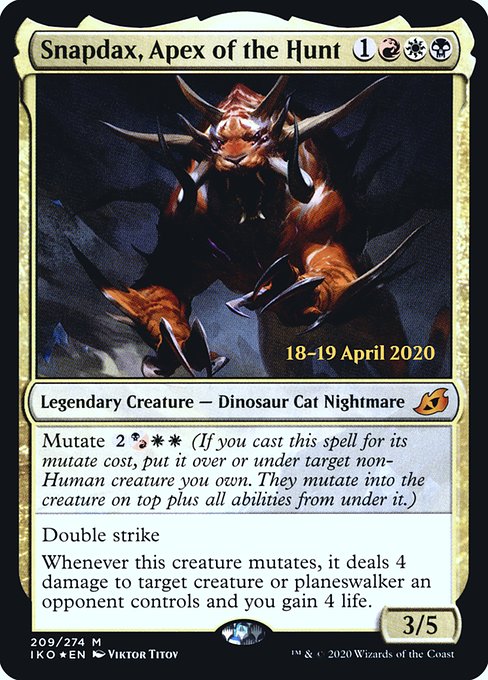 Snapdax, Apex of the Hunt 1
18–19 April 2020
Legendary Creature — Dinosaur Cat Nightmare
Mutate 2 (If you cast this spell for its
mutate cost, put it over or under target non-
Human creature you own. They mutate into the
creature on top plus all abilities from under it.)
Double strike
Whenever this creature mutates, it deals 4
damage to target creature or planeswalker an
opponent controls and you gain 4 life.
3/5
209/274 M
IKO ★ EN Viktor Titov
™ & © 2020 Wizards of the Coast